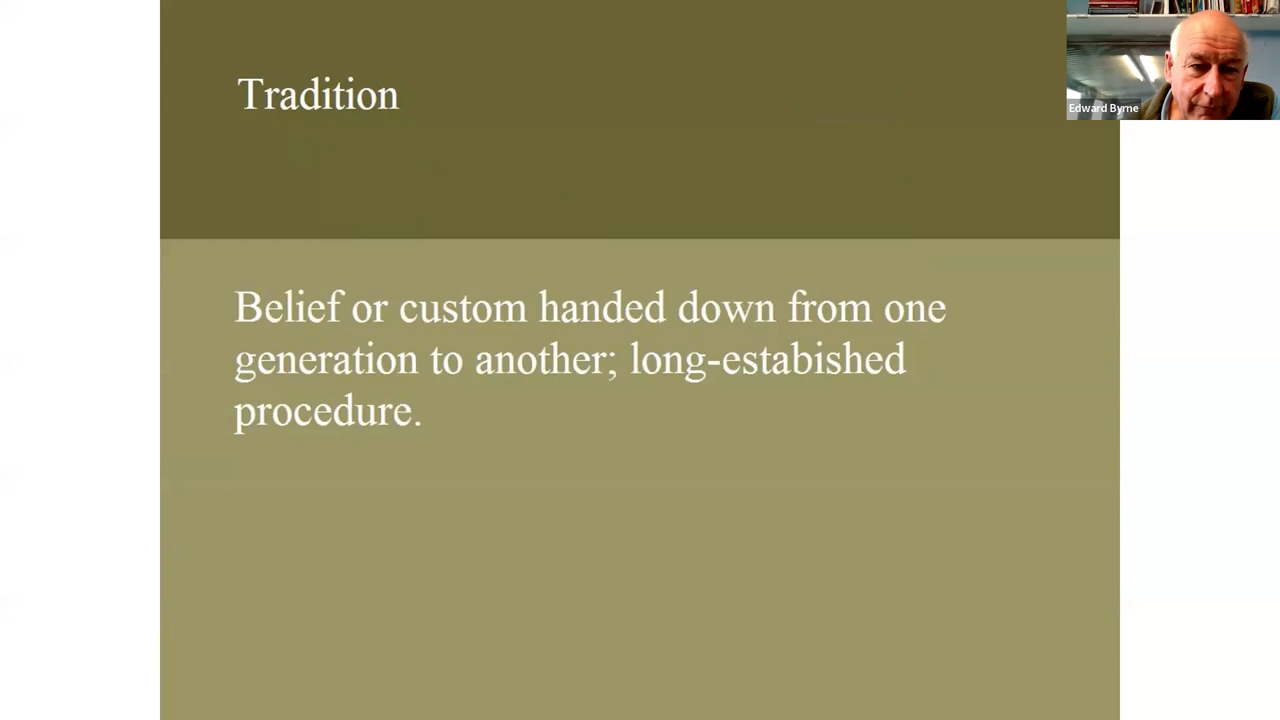 Tradition
Edward Byrne
Belief or custom handed down from one
generation to another; long-estabished
procedure.